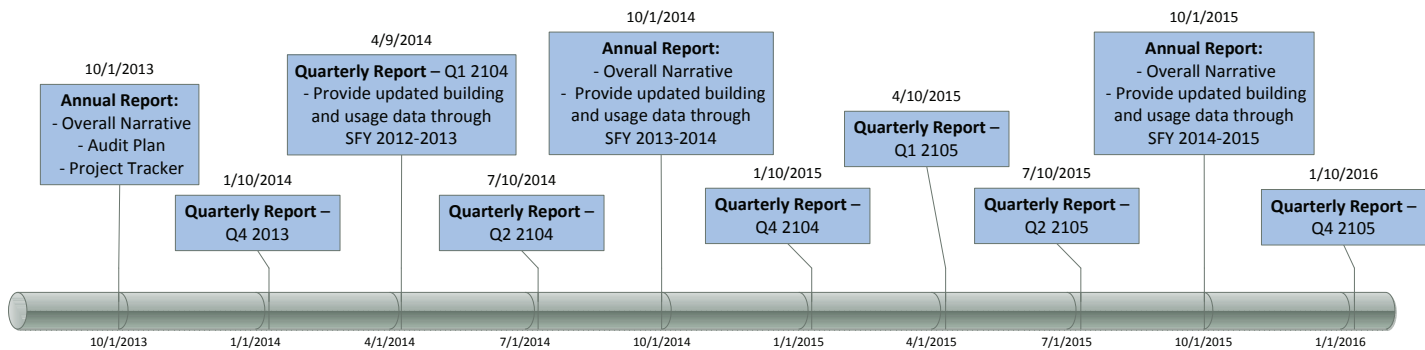 10/1/2013
Annual Report:
- Overall Narrative
- Audit Plan
- Project Tracker
1/10/2014
Quarterly Report –
Q4 2013
4/9/2014
Quarterly Report – Q1 2104
- Provide updated building
and usage data through
SFY 2012-2013
7/10/2014
Quarterly Report –
Q2 2104
10/1/2014
Annual Report:
- Overall Narrative
- Provide updated building
and usage data through
SFY 2013-2014
1/10/2015
Quarterly Report –
Q4 2104
4/10/2015
Quarterly Report –
Q1 2105
7/10/2015
Quarterly Report –
Q2 2105
10/1/2015
Annual Report:
- Overall Narrative
- Provide updated building
and usage data through
SFY 2014-2015
1/10/2016
Quarterly Report –
Q4 2105
10/1/2013
1/1/2014
4/1/2014
7/1/2014
10/1/2014
1/1/2015
4/1/2015
7/1/2015
10/1/2015
1/1/2016